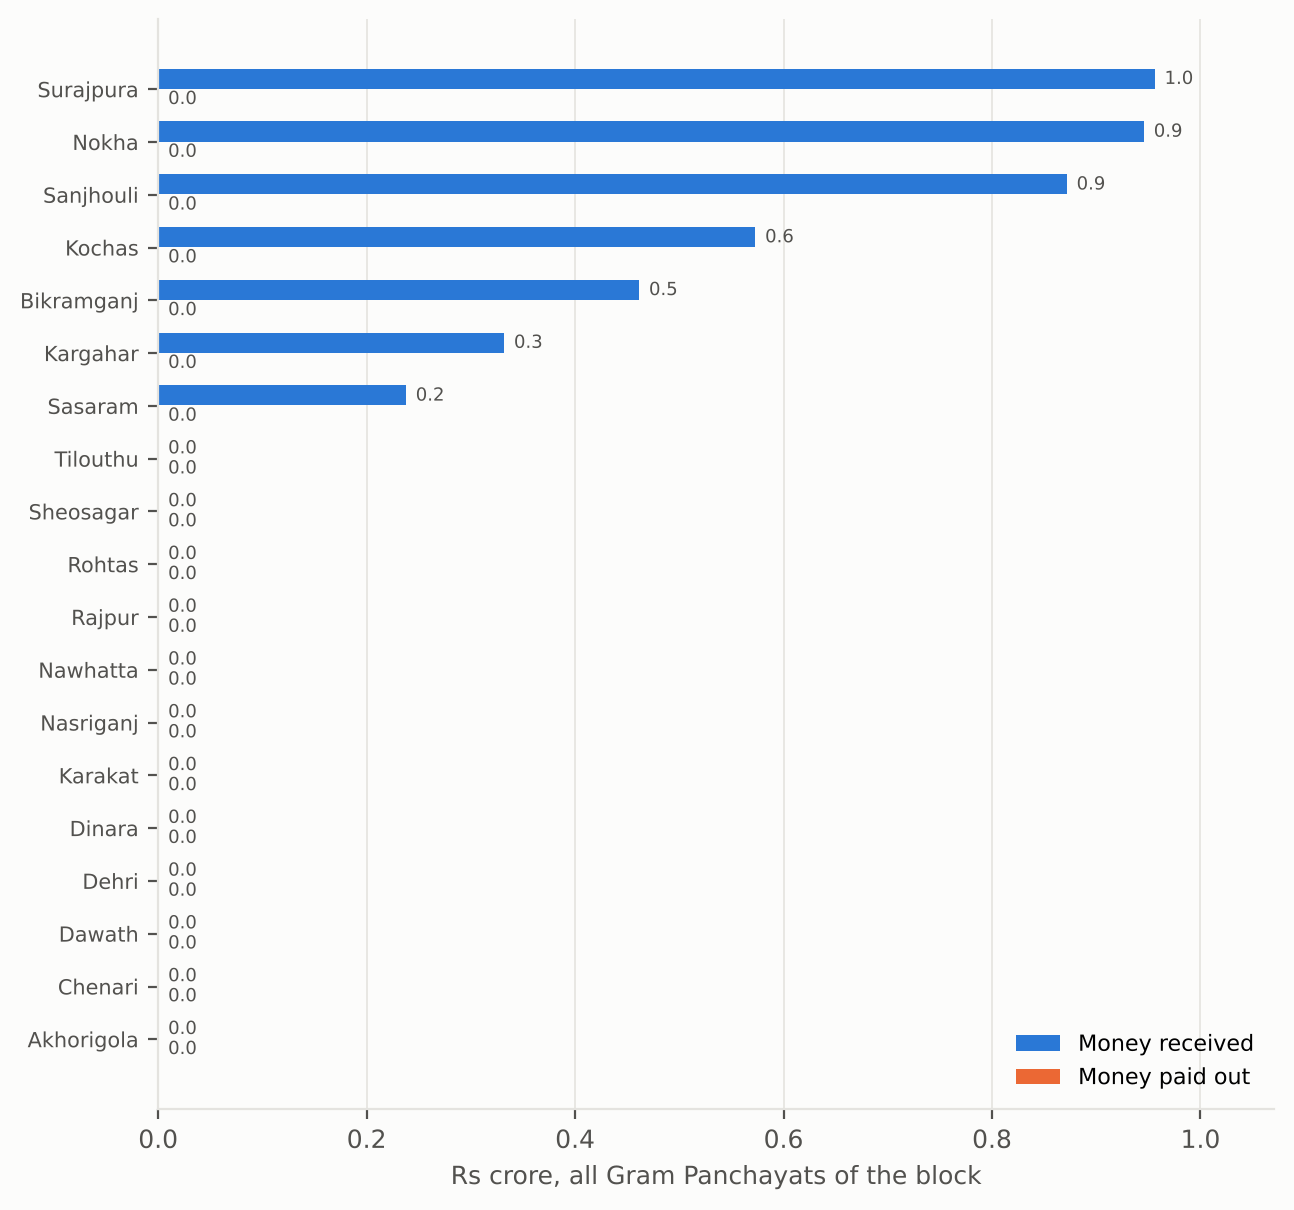 Surajpura 1.0
0.0
Nokha 0.9
0.0
Sanjhouli 0.9
0.0
Kochas 0.6
0.0
Bikramganj 0.5
0.0
Kargahar 0.3
0.0
Sasaram 0.2
0.0
Tilouthu 0.0
0.0
Sheosagar 0.0
0.0
Rohtas 0.0
0.0
Rajpur 0.0
0.0
Nawhatta 0.0
0.0
Nasriganj 0.0
0.0
Karakat 0.0
0.0
Dinara 0.0
0.0
Dehri 0.0
0.0
Dawath 0.0
0.0
Chenari 0.0
0.0
Akhorigola 0.0
0.0
Money received
Money paid out
0.0 0.2 0.4 0.6 0.8 1.0
Rs crore, all Gram Panchayats of the block